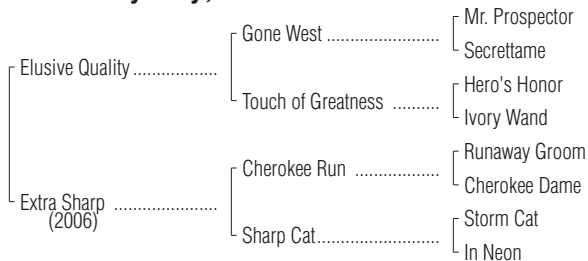 Mr. Prospector
Gone West ....................................
Secrettame
Elusive Quality ..................
Hero's Honor
Touch of Greatness ..........
Ivory Wand
Runaway Groom
Cherokee Run ..................
Cherokee Dame
Extra Sharp ......................
(2006)
Storm Cat
Sharp Cat..........................
In Neon